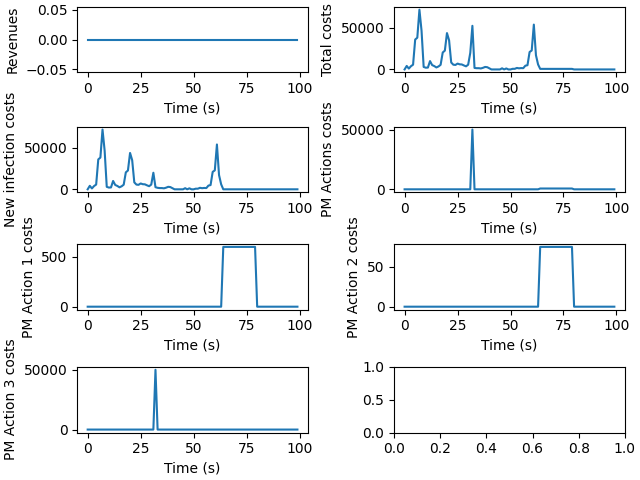 Revenues
0.05
0.00
−0.05
0 25 50 75 100
Time (s)
Total costs
50000
0
0 25 50 75 100
Time (s)
New infection costs
50000
0
0 25 50 75 100
Time (s)
PM Actions costs
50000
0
0 25 50 75 100
Time (s)
PM Action 1 costs
500
0
0 25 50 75 100
Time (s)
PM Action 2 costs
50
0
0 25 50 75 100
Time (s)
PM Action 3 costs
50000
0
0 25 50 75 100
Time (s)
1.0
0.5
0.0
0.0 0.2 0.4 0.6 0.8 1.0